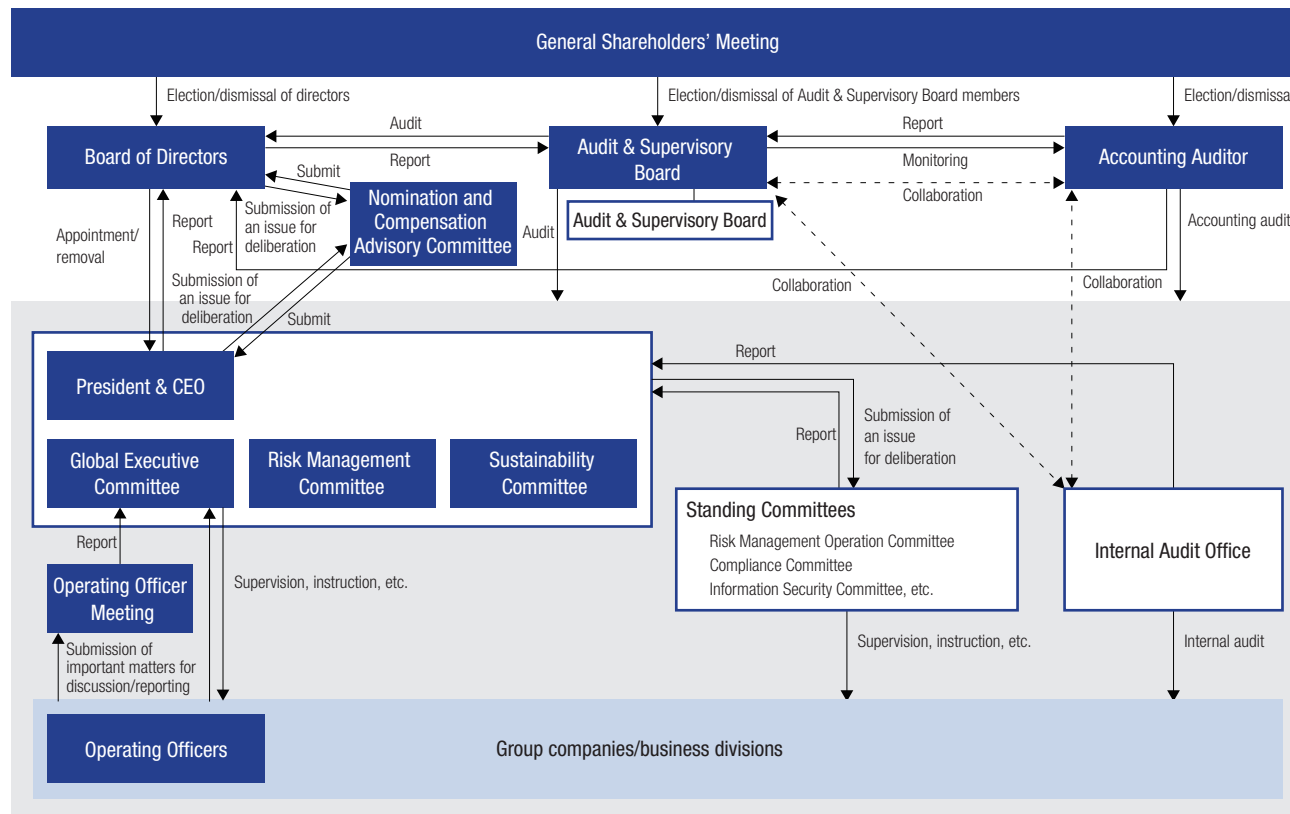 General Shareholders' Meeting
Election/dismissal of directors
Election/dismissal of Audit & Supervisory Board members
Election/dismissal
Board of Directors
Audit
Report
Audit & Supervisory
Board
Report
Monitoring
Collaboration
Accounting Auditor
Submit
Submission of
an issue for
deliberation
Nomination and
Compensation
Advisory Committee
Audit & Supervisory Board
Appointment/
removal
Report
Report
Audit
Accounting audit
Submission of
an issue for
deliberation
Submit
Collaboration
Collaboration
President & CEO
Report
Global Executive
Committee
Risk Management
Committee
Sustainability
Committee
Report
Submission of
an issue
for deliberation
Standing Committees
Risk Management Operation Committee
Compliance Committee
Information Security Committee, etc.
Internal Audit Office
Report
Operating Officer
Meeting
Supervision, instruction, etc.
Submission of
important matters for
discussion/reporting
Supervision, instruction, etc.
Internal audit
Operating Officers
Group companies/business divisions